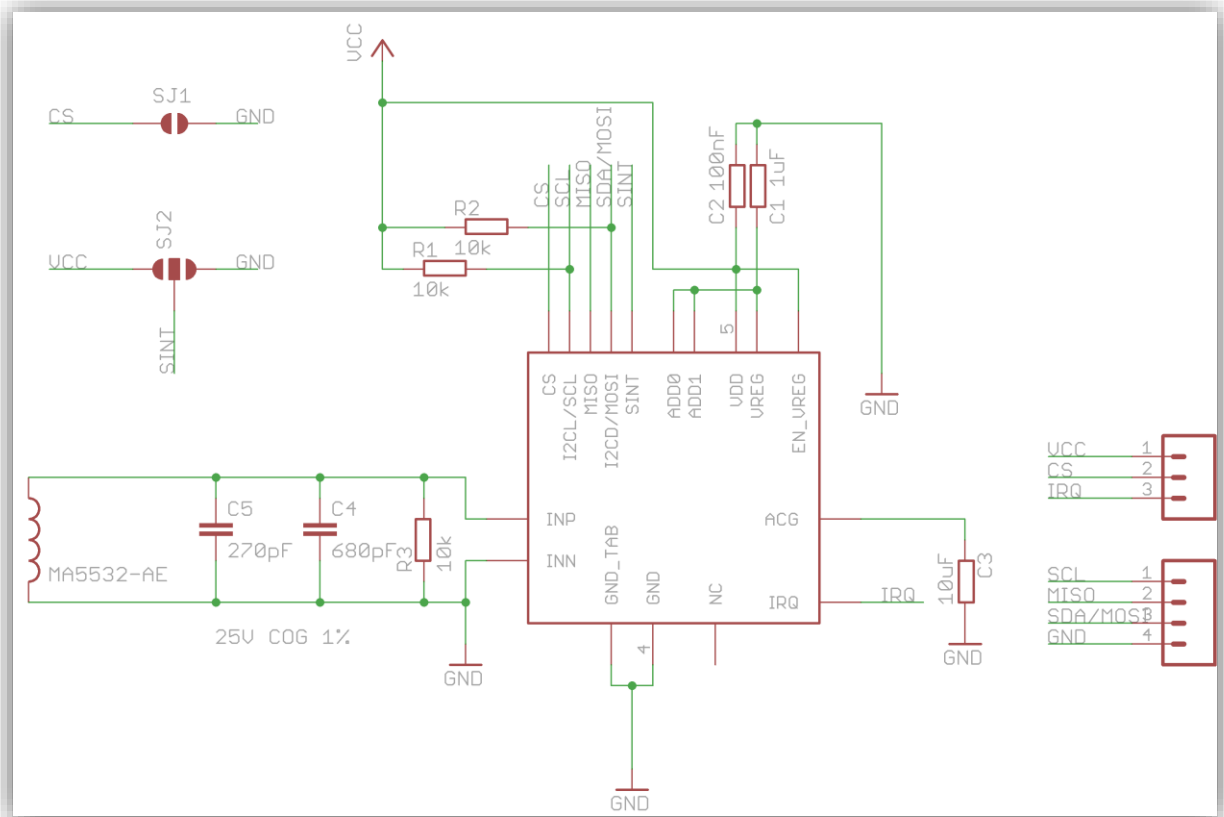 VCC
SJ1
CS
GND
SJ2
VCC
GND
SINT
CS
SCL
MISO
SDA/MOSI
SINT
R2
10k
R1
10k
C2 100nF
C1 1uF
5
GND
CS
I2CL/SCL
MISO
I2CD/MOSI
SINT
ADD0
ADD1
VDD
VREG
EN_VREG
INP
INN
ACG
IRQ
GND_TAB
GND
NC
4
C5
270pF
C4
680pF
R3
10k
MA5532-AE
25V COG 1%
GND
IRQ
10uF
C3
GND
GND
VCC 1
CS 2
IRQ 3
SCL 1
MISO 2
SDA/MOSI 3
GND 4